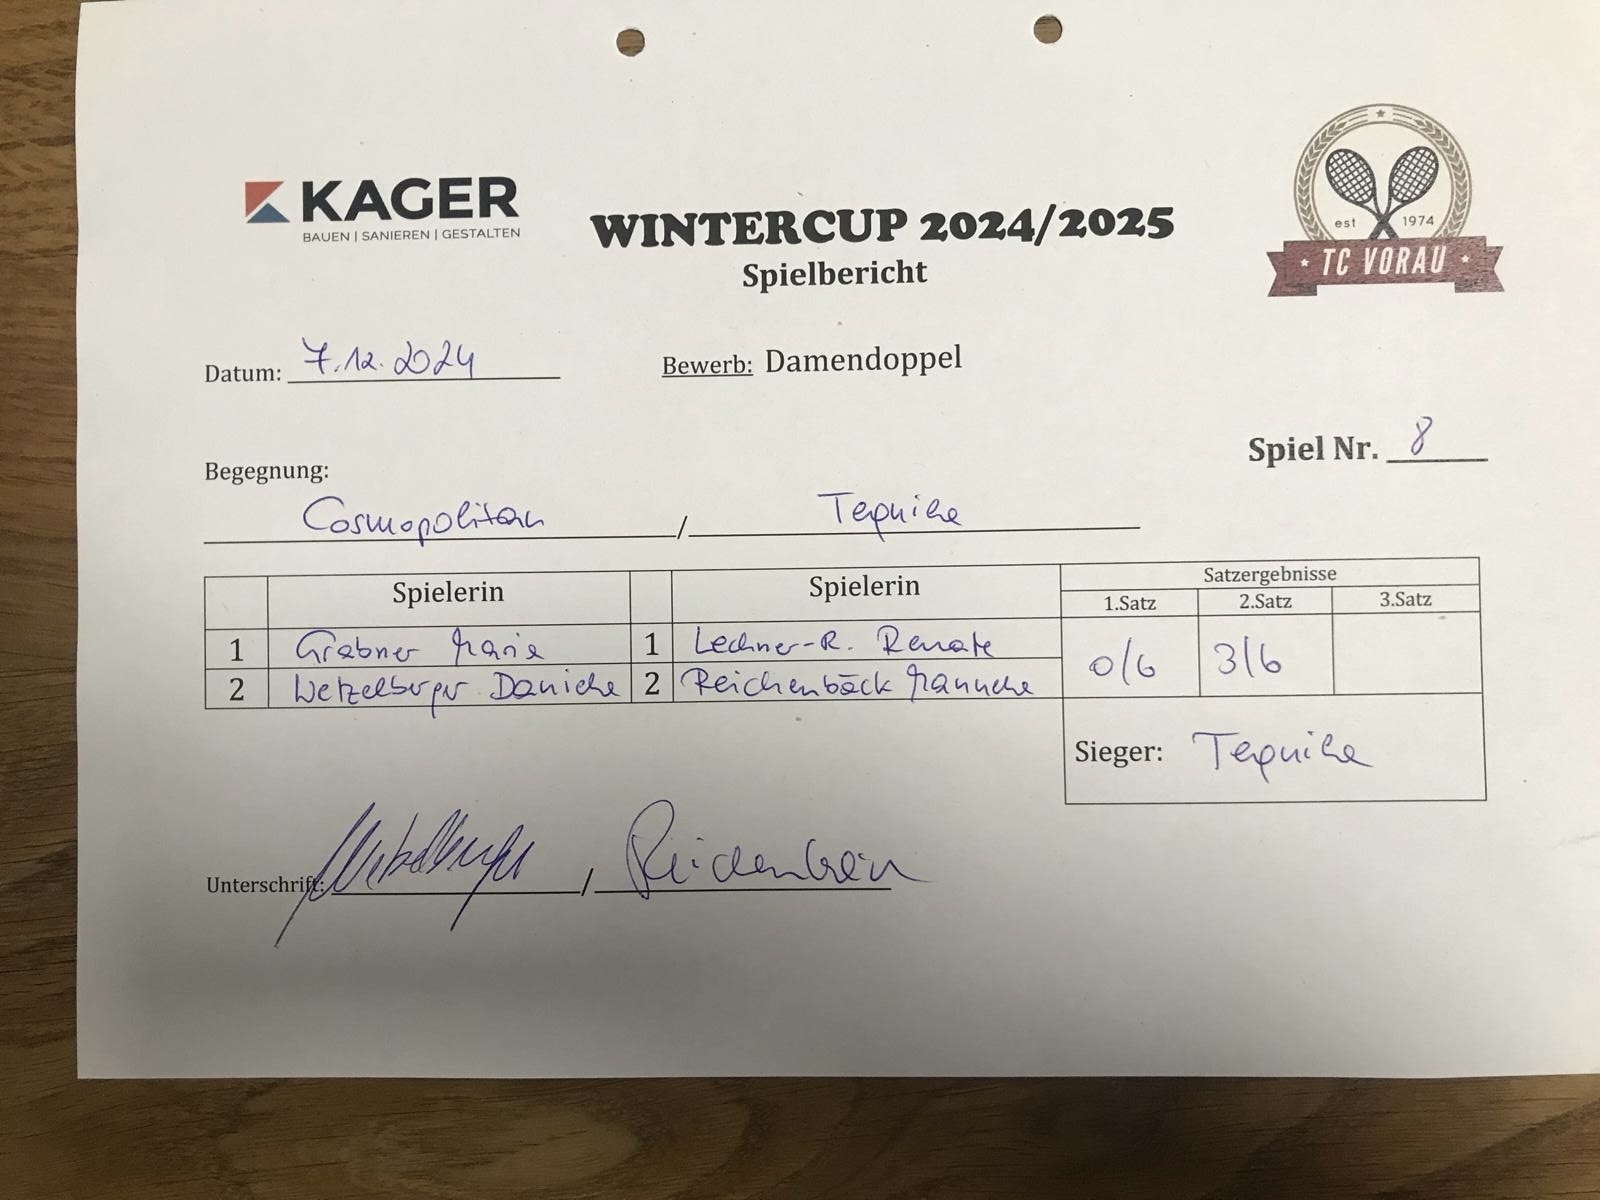 KAGER
BAUEN | SANIEREN | GESTALTEN
WINTERCUP 2024/2025
Spielbericht
est 1974
TC VORAU
Datum: 7.12.2024
Bewerb: Damendoppel
Spiel Nr. 8
Begegnung:
Cosmopolitan / Tequila
Spielerin Spielerin Satzergebnisse
1.Satz 2.Satz 3.Satz
1 Grabner Maria 1 Lechner-R. Renate 0/6 3/6
2 Wetzelberger Daniela 2 Reichenbäck Manuela
Sieger: Tequila
Unterschrift: /